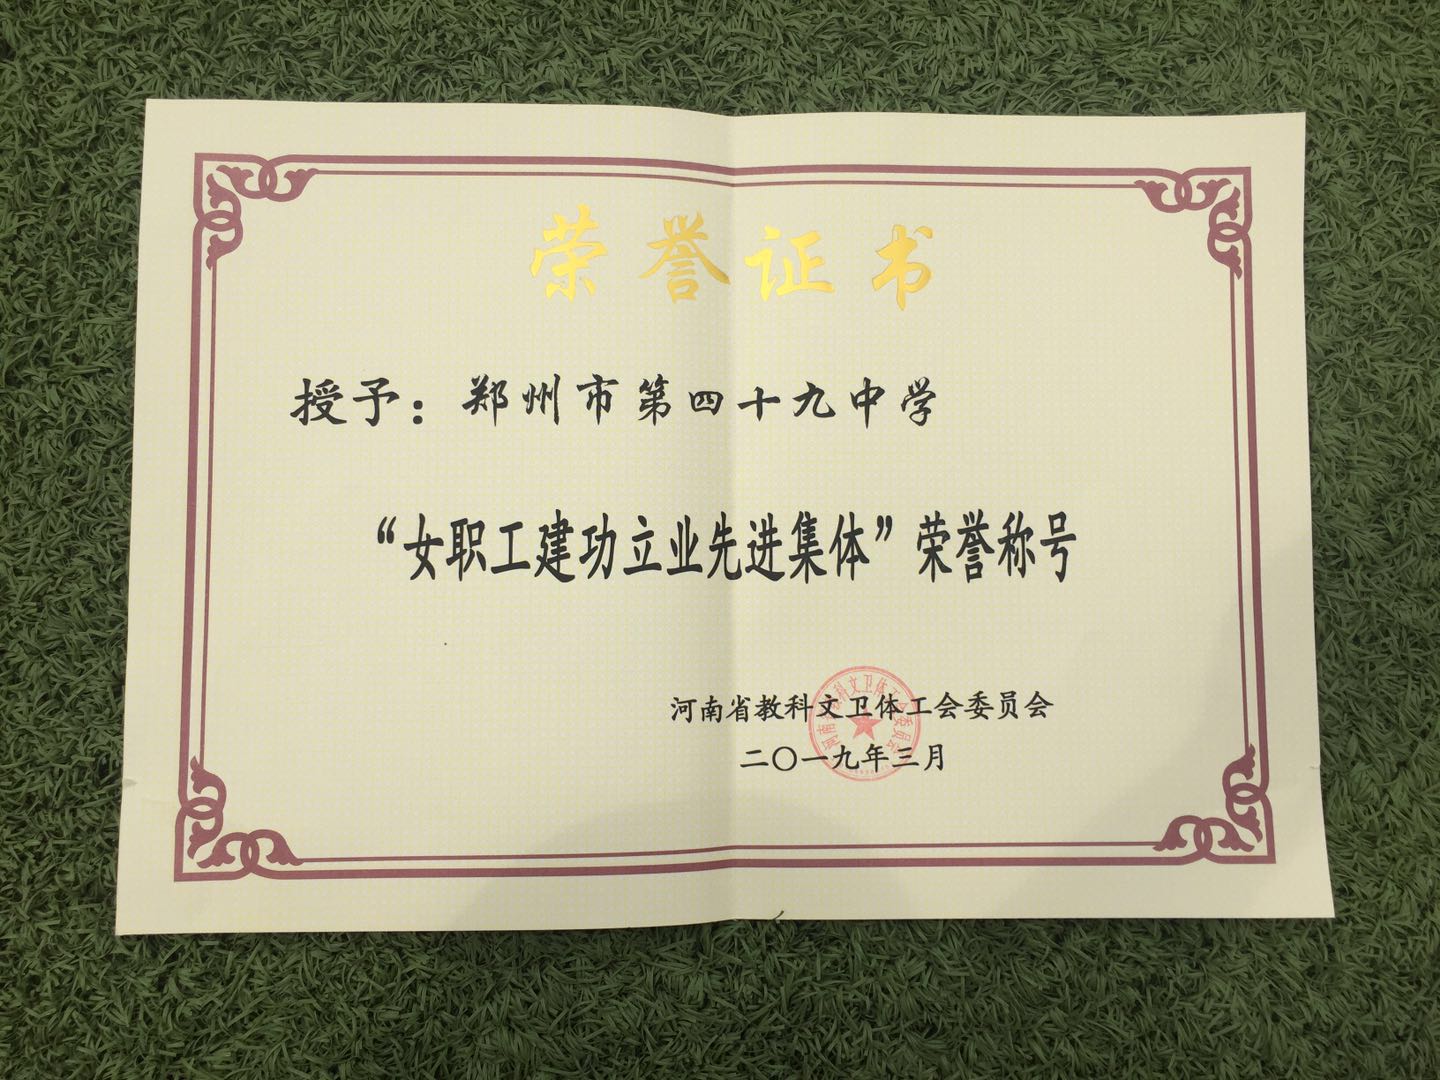 荣誉证书
授予：郑州市第四十九中学
“女职工建功立业先进集体”荣誉称号
河南省教科文卫体工会委员会
二〇一九年三月